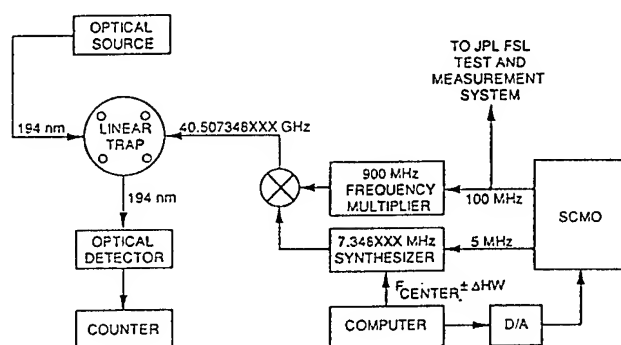 OPTICAL
SOURCE
TO JPL FSL
TEST AND
MEASUREMENT
SYSTEM
194 nm
LINEAR
TRAP
40.507348XXX GHz
900 MHz
FREQUENCY
MULTIPLIER
100 MHz
SCMO
194 nm
OPTICAL
DETECTOR
7.348XXX MHz
SYNTHESIZER
5 MHz
FCENTER ± ΔHW
COUNTER
COMPUTER
D/A